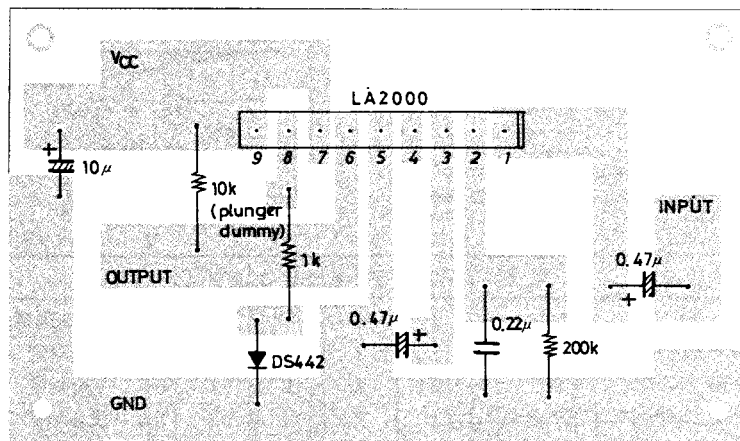 VCC
LA2000
9 8 7 6 5 4 3 2 1
+
10μ
10k
(plunger
dummy)
1k
INPUT
OUTPUT
0.47μ
+
0.47μ
+
0.22μ
200k
DS442
GND